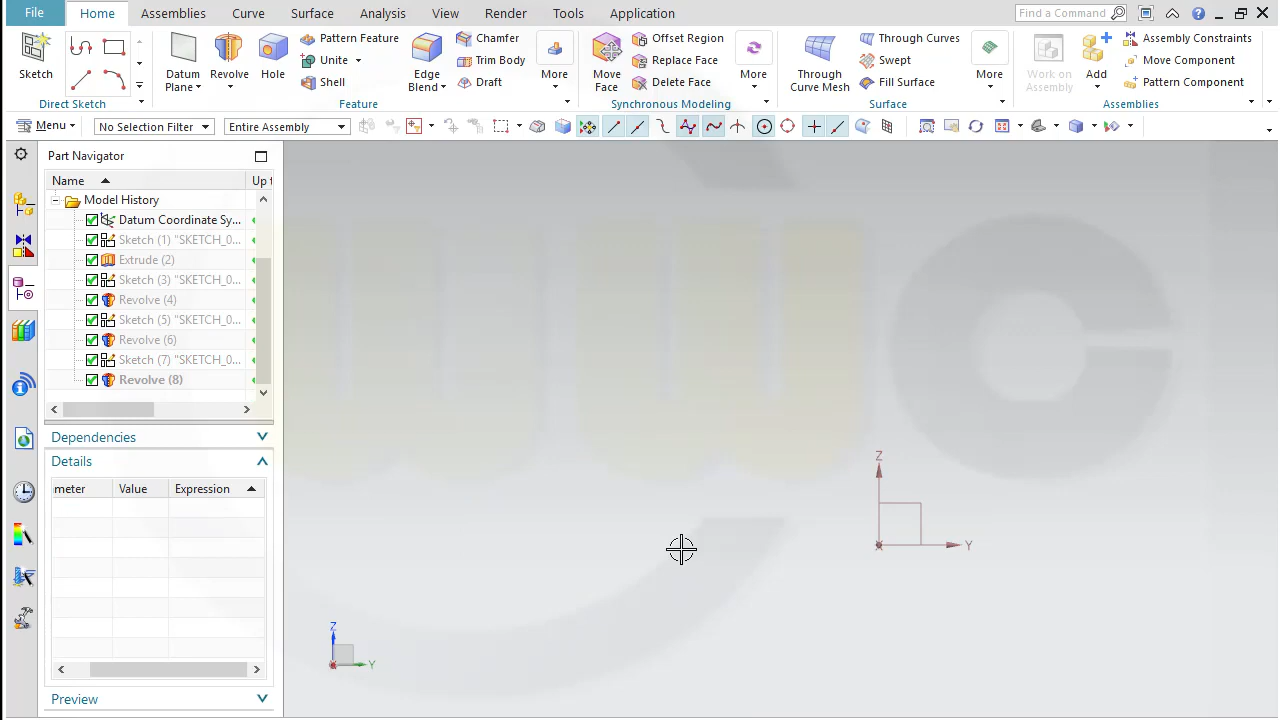 File Home Assemblies Curve Surface Analysis View Render Tools Application Find a Command
Sketch Datum Plane Revolve Hole Pattern Feature Unite Shell Edge Blend Chamfer Trim Body Draft More Move Face Offset Region Replace Face Delete Face More Through Curve Mesh Through Curves Swept Fill Surface More Work on Assembly Add Assembly Constraints Move Component Pattern Component
Direct Sketch Feature Synchronous Modeling Surface Assemblies
Menu No Selection Filter Entire Assembly
Part Navigator
Name Up t
Model History
Datum Coordinate Sy...
Sketch (1) "SKETCH_0...
Extrude (2)
Sketch (3) "SKETCH_0...
Revolve (4)
Sketch (5) "SKETCH_0...
Revolve (6)
Sketch (7) "SKETCH_0...
Revolve (8)
Dependencies
Details
meter Value Expression
Preview
Z
Y
X
Z
Y